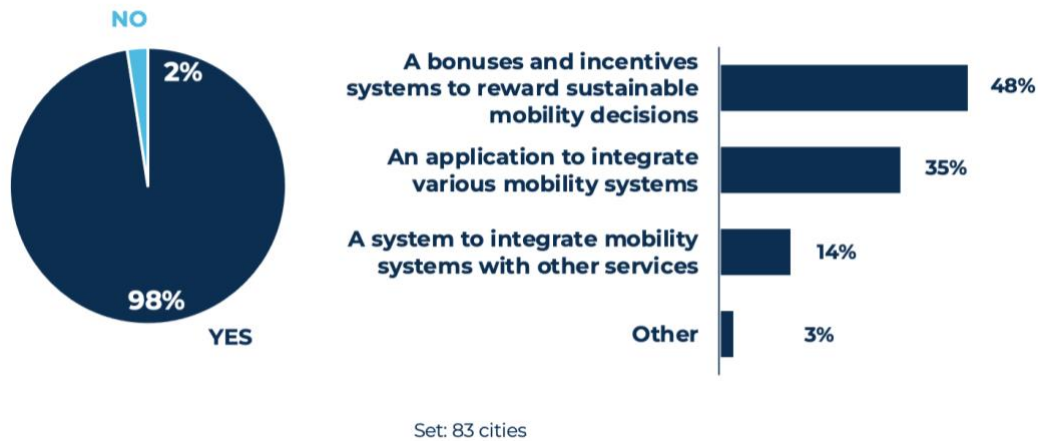 NO
2%
98%
YES
A bonuses and incentives
systems to reward sustainable
mobility decisions
48%
An application to integrate
various mobility systems
35%
A system to integrate mobility
systems with other services
14%
Other
3%
Set: 83 cities